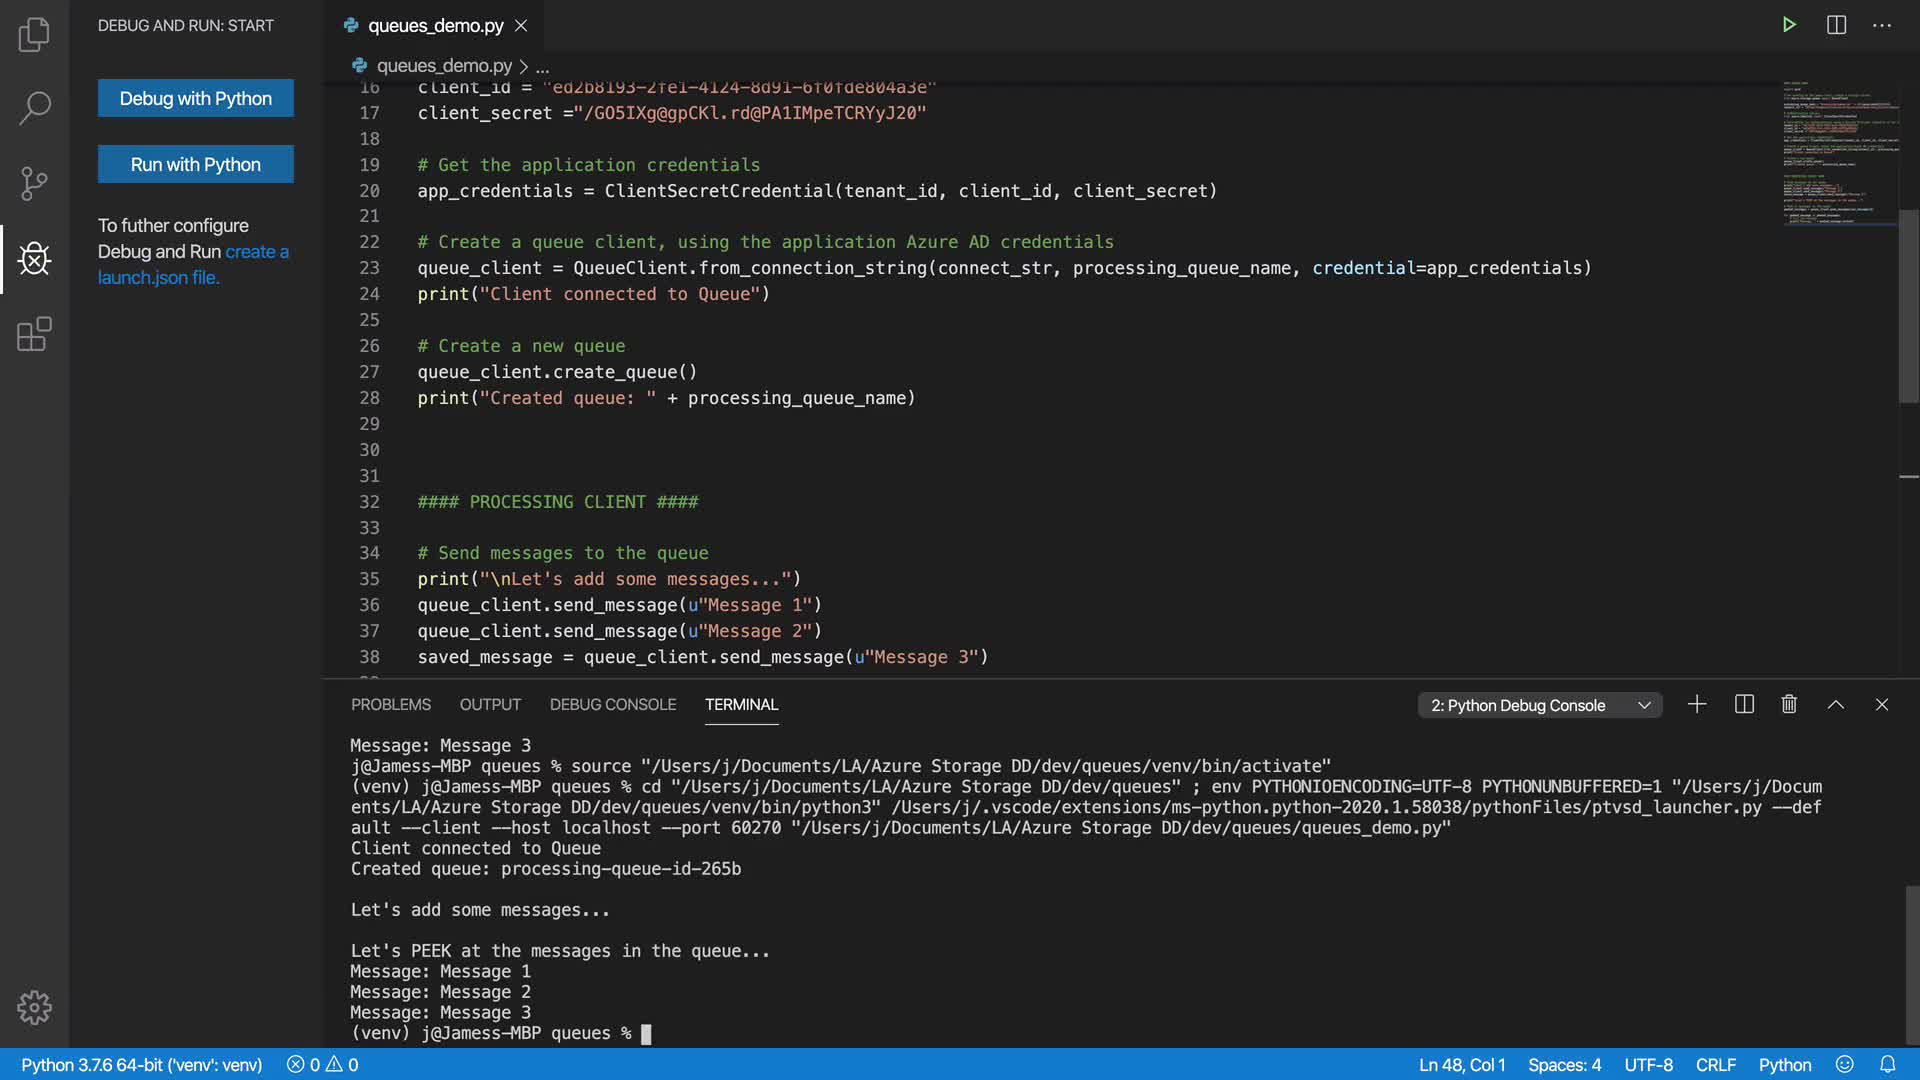 DEBUG AND RUN: START
Debug with Python
Run with Python
To futher configure
Debug and Run create a
launch.json file.
queues_demo.py
queues_demo.py > ...
16 client_id = "ed2b8193-2fe1-4124-8d91-6f0fde804a3e"
17 client_secret ="/GO5IXg@gpCKl.rd@PA1IMpeTCRYyJ20"
18
19 # Get the application credentials
20 app_credentials = ClientSecretCredential(tenant_id, client_id, client_secret)
21
22 # Create a queue client, using the application Azure AD credentials
23 queue_client = QueueClient.from_connection_string(connect_str, processing_queue_name, credential=app_credentials)
24 print("Client connected to Queue")
25
26 # Create a new queue
27 queue_client.create_queue()
28 print("Created queue: " + processing_queue_name)
29
30
31
32 #### PROCESSING CLIENT ####
33
34 # Send messages to the queue
35 print("\nLet's add some messages...")
36 queue_client.send_message(u"Message 1")
37 queue_client.send_message(u"Message 2")
38 saved_message = queue_client.send_message(u"Message 3")
PROBLEMS OUTPUT DEBUG CONSOLE TERMINAL 2: Python Debug Console
Message: Message 3
j@Jamess-MBP queues % source "/Users/j/Documents/LA/Azure Storage DD/dev/queues/venv/bin/activate"
(venv) j@Jamess-MBP queues % cd "/Users/j/Documents/LA/Azure Storage DD/dev/queues" ; env PYTHONIOENCODING=UTF-8 PYTHONUNBUFFERED=1 "/Users/j/Docum
ents/LA/Azure Storage DD/dev/queues/venv/bin/python3" /Users/j/.vscode/extensions/ms-python.python-2020.1.58038/pythonFiles/ptvsd_launcher.py --def
ault --client --host localhost --port 60270 "/Users/j/Documents/LA/Azure Storage DD/dev/queues/queues_demo.py"
Client connected to Queue
Created queue: processing-queue-id-265b
Let's add some messages...
Let's PEEK at the messages in the queue...
Message: Message 1
Message: Message 2
Message: Message 3
(venv) j@Jamess-MBP queues %
Python 3.7.6 64-bit ('venv': venv) 0 0 Ln 48, Col 1 Spaces: 4 UTF-8 CRLF Python